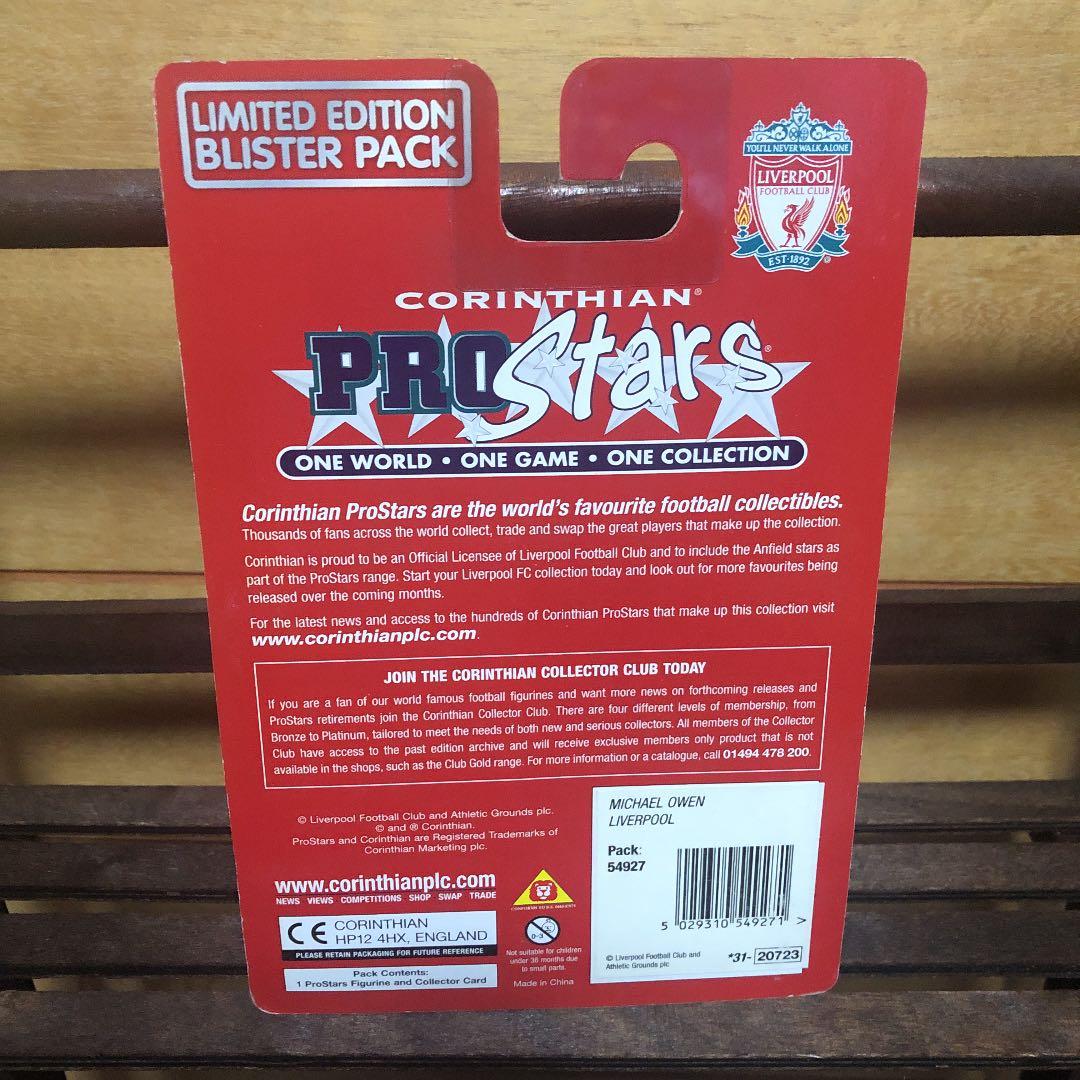 LIMITED EDITION
BLISTER PACK
YOU'LL NEVER WALK ALONE
LIVERPOOL
FOOTBALL CLUB
EST·1892
CORINTHIAN®
PROStars®
ONE WORLD • ONE GAME • ONE COLLECTION
Corinthian ProStars are the world's favourite football collectibles.
Thousands of fans across the world collect, trade and swap the great players that make up the collection.
Corinthian is proud to be an Official Licensee of Liverpool Football Club and to include the Anfield stars as
part of the ProStars range. Start your Liverpool FC collection today and look out for more favourites being
released over the coming months.
For the latest news and access to the hundreds of Corinthian ProStars that make up this collection visit
www.corinthianplc.com.
JOIN THE CORINTHIAN COLLECTOR CLUB TODAY
If you are a fan of our world famous football figurines and want more news on forthcoming releases and
ProStars retirements join the Corinthian Collector Club. There are four different levels of membership, from
Bronze to Platinum, tailored to meet the needs of both new and serious collectors. All members of the Collector
Club have access to the past edition archive and will receive exclusive members only product that is not
available in the shops, such as the Club Gold range. For more information or a catalogue, call 01494 478 200.
© Liverpool Football Club and Athletic Grounds plc.
© and ® Corinthian.
ProStars and Corinthian are Registered Trademarks of
Corinthian Marketing plc.
www.corinthianplc.com
NEWS VIEWS COMPETITIONS SHOP SWAP TRADE
CE CORINTHIAN
HP12 4HX, ENGLAND
PLEASE RETAIN PACKAGING FOR FUTURE REFERENCE
Pack Contents:
1 ProStars Figurine and Collector Card
0-3
Not suitable for children
under 36 months due
to small parts.
Made in China
MICHAEL OWEN
LIVERPOOL
Pack:
54927
5 029310 549271 >
© Liverpool Football Club and
Athletic Grounds plc
*31- 20723